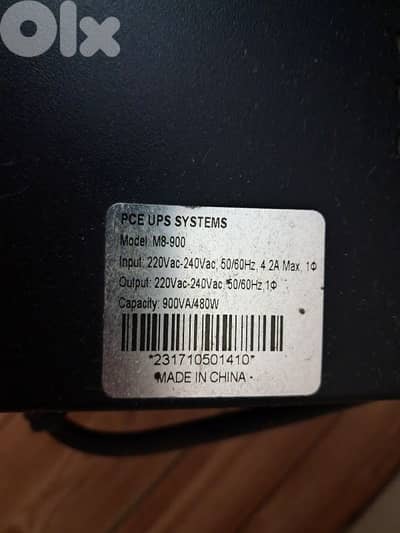 Olx
PCE UPS SYSTEMS
Model: M8-900
Input: 220Vac-240Vac, 50/60Hz, 4.2A Max, 1Φ
Output: 220Vac-240Vac, 50/60Hz,1Φ
Capacity: 900VA/480W
*231710501410*
MADE IN CHINA